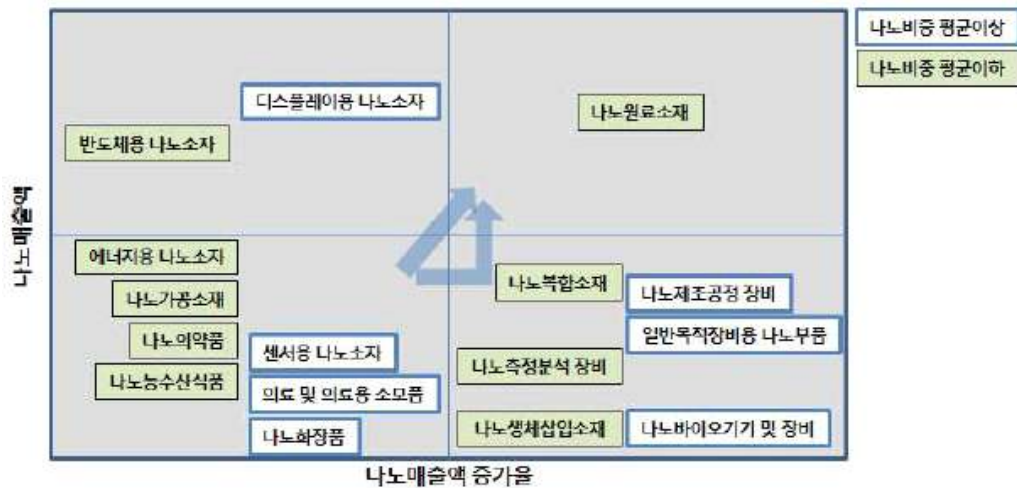 나노비중 평균이상
나노비중 평균이하
디스플레이용 나노소자
나노원료소재
반도체용 나노소자
나노매출액
에너지용 나노소자
나노가공소재
나노의약품
나노농수산식품
센서용 나노소자
의료 및 의료용 소모품
나노화장품
나노복합소재
나노제조공정 장비
일반목적장비용 나노부품
나노측정분석 장비
나노생체삽입소재
나노바이오기기 및 장비
나노매출액 증가율